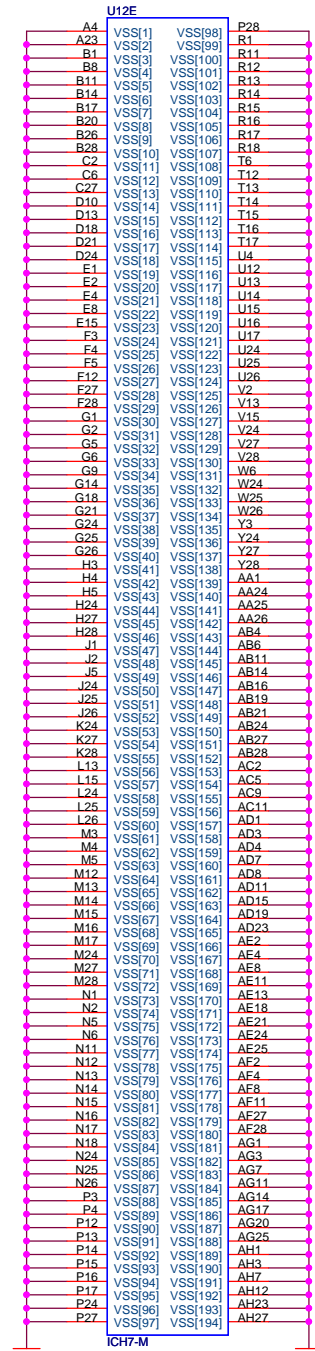 U12E
A4 VSS[1] VSS[98] P28
A23 VSS[2] VSS[99] R1
B1 VSS[3] VSS[100] R11
B8 VSS[4] VSS[101] R12
B11 VSS[5] VSS[102] R13
B14 VSS[6] VSS[103] R14
B17 VSS[7] VSS[104] R15
B20 VSS[8] VSS[105] R16
B26 VSS[9] VSS[106] R17
B28 VSS[10] VSS[107] R18
C2 VSS[11] VSS[108] T6
C6 VSS[12] VSS[109] T12
C27 VSS[13] VSS[110] T13
D10 VSS[14] VSS[111] T14
D13 VSS[15] VSS[112] T15
D18 VSS[16] VSS[113] T16
D21 VSS[17] VSS[114] T17
D24 VSS[18] VSS[115] U4
E1 VSS[19] VSS[116] U12
E2 VSS[20] VSS[117] U13
E4 VSS[21] VSS[118] U14
E8 VSS[22] VSS[119] U15
E15 VSS[23] VSS[120] U16
F3 VSS[24] VSS[121] U17
F4 VSS[25] VSS[122] U24
F5 VSS[26] VSS[123] U25
F12 VSS[27] VSS[124] U26
F27 VSS[28] VSS[125] V2
F28 VSS[29] VSS[126] V13
G1 VSS[30] VSS[127] V15
G2 VSS[31] VSS[128] V24
G5 VSS[32] VSS[129] V27
G6 VSS[33] VSS[130] V28
G9 VSS[34] VSS[131] W6
G14 VSS[35] VSS[132] W24
G18 VSS[36] VSS[133] W25
G21 VSS[37] VSS[134] W26
G24 VSS[38] VSS[135] Y3
G25 VSS[39] VSS[136] Y24
G26 VSS[40] VSS[137] Y27
H3 VSS[41] VSS[138] Y28
H4 VSS[42] VSS[139] AA1
H5 VSS[43] VSS[140] AA24
H24 VSS[44] VSS[141] AA25
H27 VSS[45] VSS[142] AA26
H28 VSS[46] VSS[143] AB4
J1 VSS[47] VSS[144] AB6
J2 VSS[48] VSS[145] AB11
J5 VSS[49] VSS[146] AB14
J24 VSS[50] VSS[147] AB16
J25 VSS[51] VSS[148] AB19
J26 VSS[52] VSS[149] AB21
K24 VSS[53] VSS[150] AB24
K27 VSS[54] VSS[151] AB27
K28 VSS[55] VSS[152] AB28
L13 VSS[56] VSS[153] AC2
L15 VSS[57] VSS[154] AC5
L24 VSS[58] VSS[155] AC9
L25 VSS[59] VSS[156] AC11
L26 VSS[60] VSS[157] AD1
M3 VSS[61] VSS[158] AD3
M4 VSS[62] VSS[159] AD4
M5 VSS[63] VSS[160] AD7
M12 VSS[64] VSS[161] AD8
M13 VSS[65] VSS[162] AD11
M14 VSS[66] VSS[163] AD15
M15 VSS[67] VSS[164] AD19
M16 VSS[68] VSS[165] AD23
M17 VSS[69] VSS[166] AE2
M24 VSS[70] VSS[167] AE4
M27 VSS[71] VSS[168] AE8
M28 VSS[72] VSS[169] AE11
N1 VSS[73] VSS[170] AE13
N2 VSS[74] VSS[171] AE18
N5 VSS[75] VSS[172] AE21
N6 VSS[76] VSS[173] AE24
N11 VSS[77] VSS[174] AE25
N12 VSS[78] VSS[175] AF2
N13 VSS[79] VSS[176] AF4
N14 VSS[80] VSS[177] AF8
N15 VSS[81] VSS[178] AF11
N16 VSS[82] VSS[179] AF27
N17 VSS[83] VSS[180] AF28
N18 VSS[84] VSS[181] AG1
N24 VSS[85] VSS[182] AG3
N25 VSS[86] VSS[183] AG7
N26 VSS[87] VSS[184] AG11
P3 VSS[88] VSS[185] AG14
P4 VSS[89] VSS[186] AG17
P12 VSS[90] VSS[187] AG20
P13 VSS[91] VSS[188] AG25
P14 VSS[92] VSS[189] AH1
P15 VSS[93] VSS[190] AH3
P16 VSS[94] VSS[191] AH7
P17 VSS[95] VSS[192] AH12
P24 VSS[96] VSS[193] AH23
P27 VSS[97] VSS[194] AH27
ICH7-M